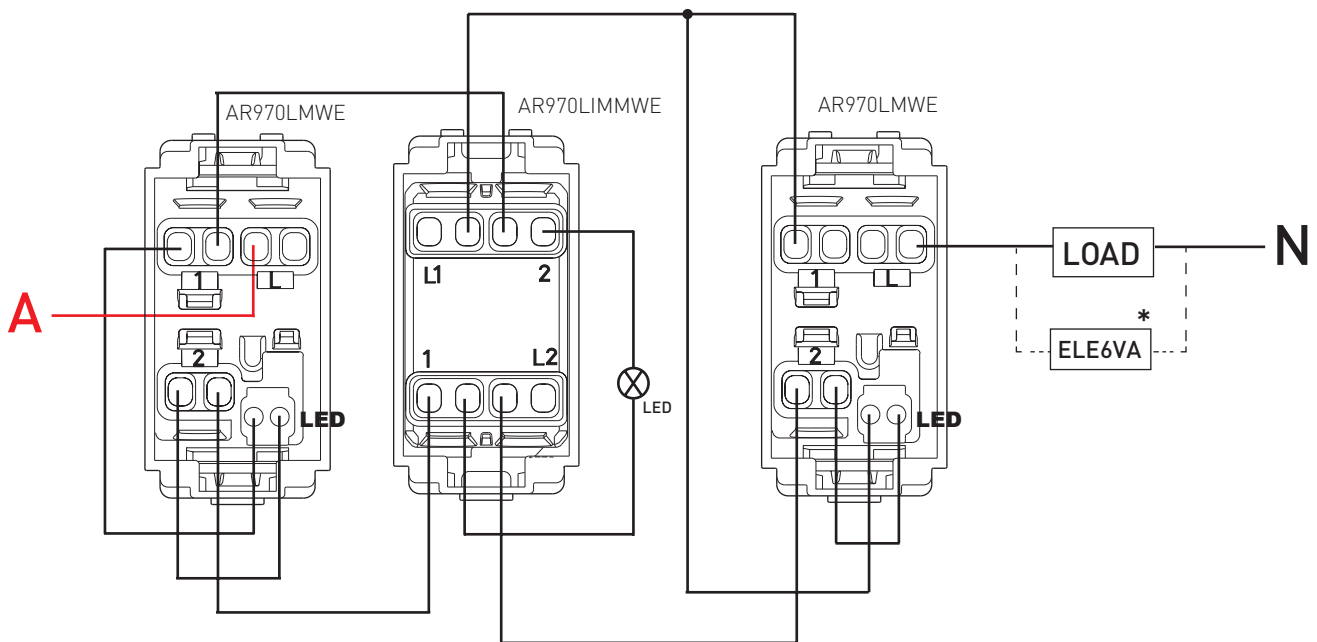 AR970LMWE
AR970LIMMWE
AR970LMWE
1
L
L1
2
1
L
LOAD
N
A
*
ELE6VA
2
1
L2
2
LED
LED
LED